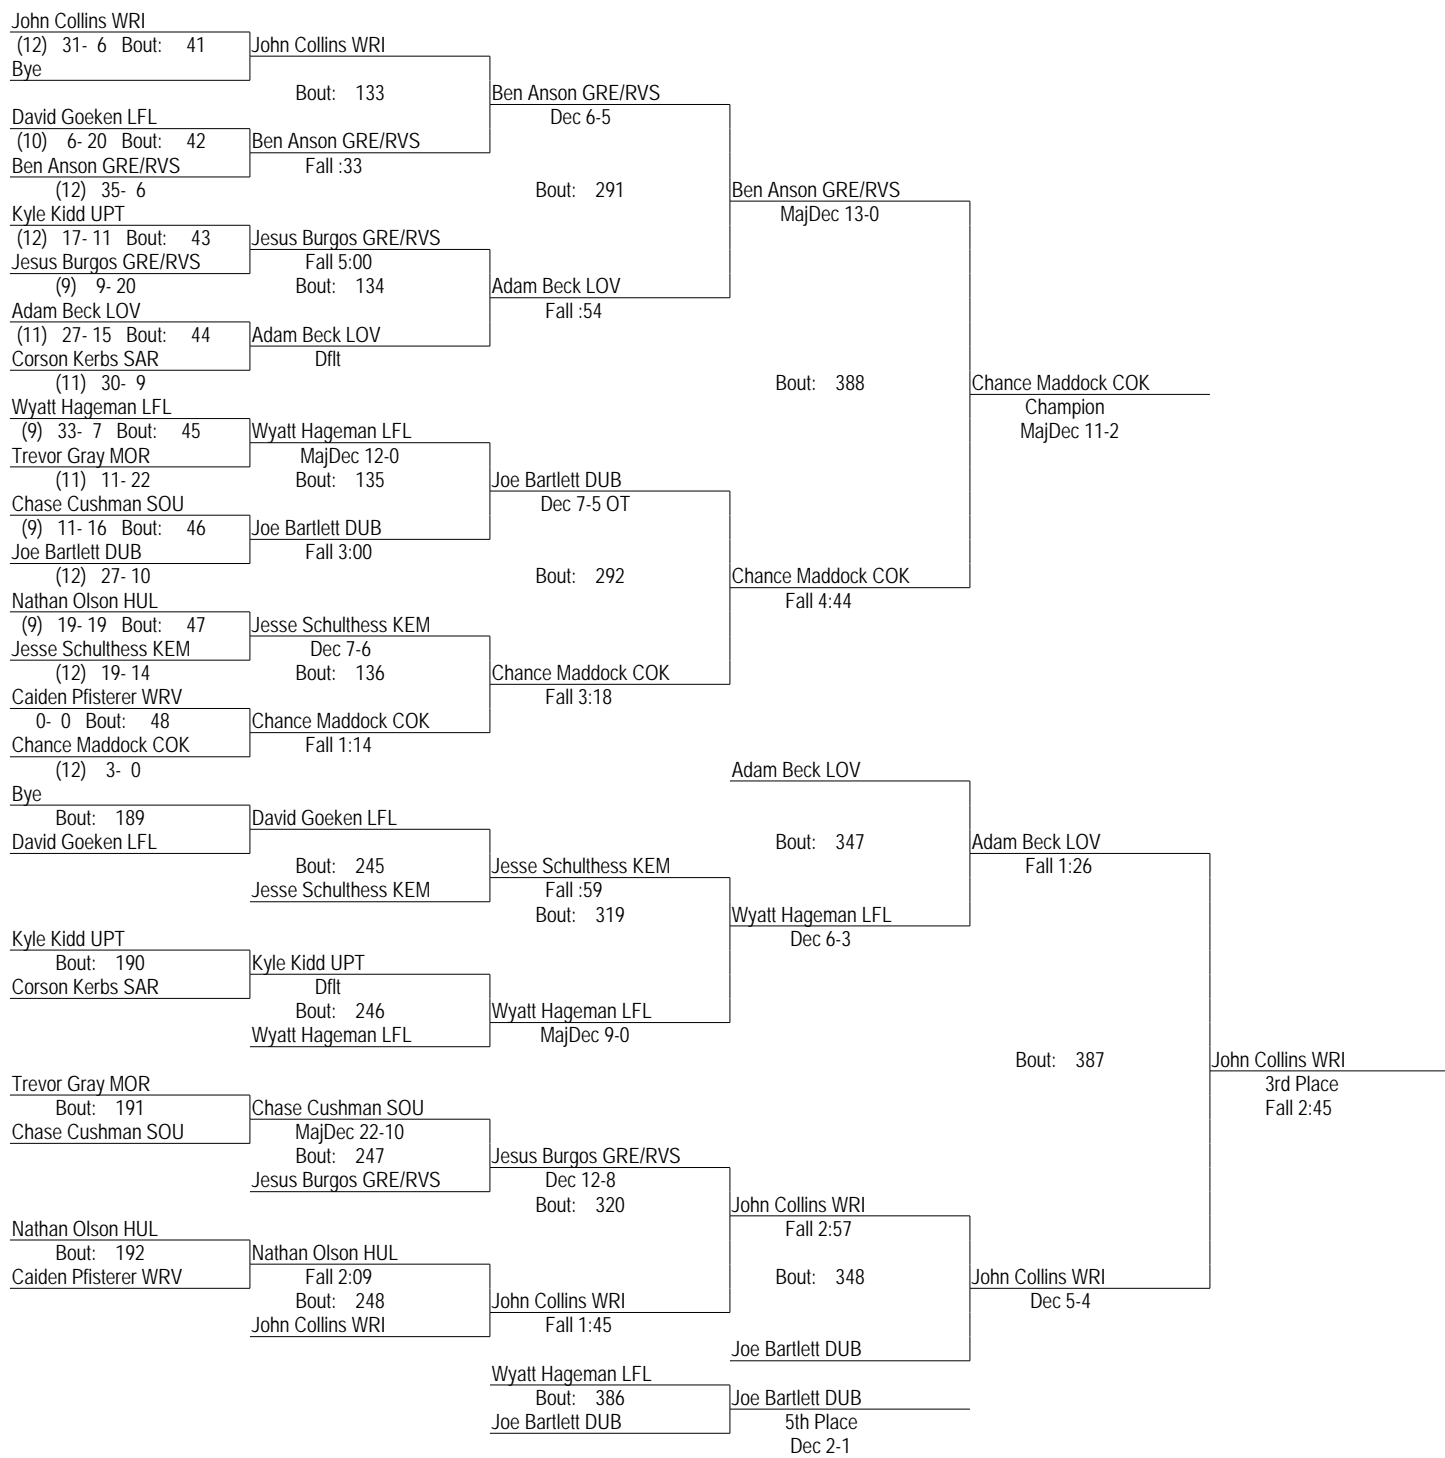 John Collins WRI
(12) 31- 6 Bout: 41 John Collins WRI
Bye
Bout: 133 Ben Anson GRE/RVS
David Goeken LFL Dec 6-5
(10) 6- 20 Bout: 42 Ben Anson GRE/RVS
Ben Anson GRE/RVS Fall :33
(12) 35- 6 Bout: 291 Ben Anson GRE/RVS
Kyle Kidd UPT MajDec 13-0
(12) 17- 11 Bout: 43 Jesus Burgos GRE/RVS
Jesus Burgos GRE/RVS Fall 5:00
(9) 9- 20 Bout: 134 Adam Beck LOV
Adam Beck LOV Fall :54
(11) 27- 15 Bout: 44 Adam Beck LOV
Corson Kerbs SAR Dflt
(11) 30- 9 Bout: 388 Chance Maddock COK
Wyatt Hageman LFL Champion
(9) 33- 7 Bout: 45 Wyatt Hageman LFL MajDec 11-2
Trevor Gray MOR MajDec 12-0
(11) 11- 22 Bout: 135 Joe Bartlett DUB
Chase Cushman SOU Dec 7-5 OT
(9) 11- 16 Bout: 46 Joe Bartlett DUB
Joe Bartlett DUB Fall 3:00
(12) 27- 10 Bout: 292 Chance Maddock COK
Nathan Olson HUL Fall 4:44
(9) 19- 19 Bout: 47 Jesse Schulthess KEM
Jesse Schulthess KEM Dec 7-6
(12) 19- 14 Bout: 136 Chance Maddock COK
Caiden Pfisterer WRV Fall 3:18
0- 0 Bout: 48 Chance Maddock COK
Chance Maddock COK Fall 1:14
(12) 3- 0 Adam Beck LOV
Bye
Bout: 189 David Goeken LFL
David Goeken LFL Bout: 347 Adam Beck LOV
Bout: 245 Jesse Schulthess KEM Fall 1:26
Jesse Schulthess KEM Fall :59
Bout: 319 Wyatt Hageman LFL
Kyle Kidd UPT Dec 6-3
Bout: 190 Kyle Kidd UPT
Corson Kerbs SAR Dflt
Bout: 246 Wyatt Hageman LFL
Wyatt Hageman LFL MajDec 9-0
Bout: 387 John Collins WRI
Trevor Gray MOR 3rd Place
Bout: 191 Chase Cushman SOU Fall 2:45
Chase Cushman SOU MajDec 22-10
Bout: 247 Jesus Burgos GRE/RVS
Jesus Burgos GRE/RVS Dec 12-8
Bout: 320 John Collins WRI
Nathan Olson HUL Fall 2:57
Bout: 192 Nathan Olson HUL
Caiden Pfisterer WRV Fall 2:09 Bout: 348 John Collins WRI
Bout: 248 John Collins WRI Dec 5-4
John Collins WRI Fall 1:45
Joe Bartlett DUB
Wyatt Hageman LFL
Bout: 386 Joe Bartlett DUB
Joe Bartlett DUB 5th Place
Dec 2-1